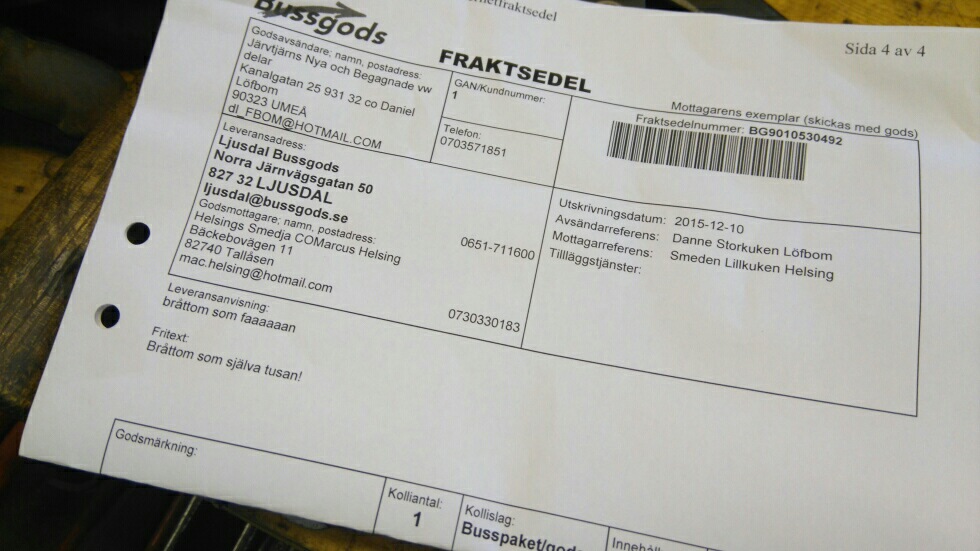 Bussgods
Sida 4 av 4
FRAKTSEDEL
Godsavsändare; namn, postadress:
Järvtjärns Nya och Begagnade vw
delar
Kanalgatan 25 931 32 co Daniel
Löfbom
90323 UMEÅ
dl_FBOM@HOTMAIL.COM
GAN/Kundnummer:
1
Telefon:
0703571851
Mottagarens exemplar (skickas med gods)
Fraktsedelnummer: BG9010530492
Leveransadress:
Ljusdal Bussgods
Norra Järnvägsgatan 50
827 32 LJUSDAL
ljusdal@bussgods.se
Godsmottagare; namn, postadress:
Helsings Smedja COMarcus Helsing
Bäckebovägen 11
82740 Tallåsen
mac.helsing@hotmail.com
0651-711600
0730330183
Utskrivningsdatum: 2015-12-10
Avsändarreferens: Danne Storkuken Löfbom
Mottagarreferens: Smeden Lillkuken Helsing
Tillläggstjänster:
Leveransanvisning:
bråttom som faaaaaan
Fritext:
Bråttom som själva tusan!
Godsmärkning:
Kolliantal:
1
Kollislag: